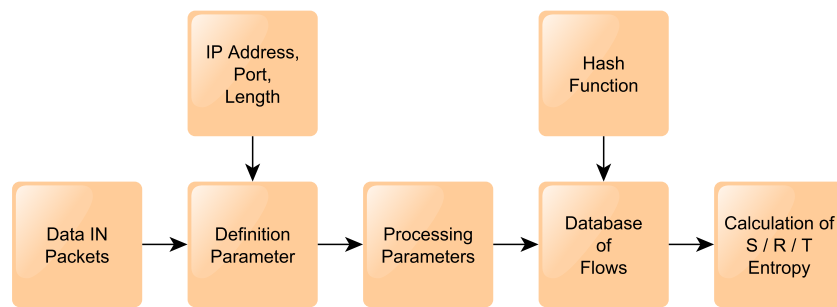 IP Address,
Port,
Length
Hash
Function
Data IN
Packets
Definition
Parameter
Processing
Parameters
Database
of
Flows
Calculation of
S / R / T
Entropy